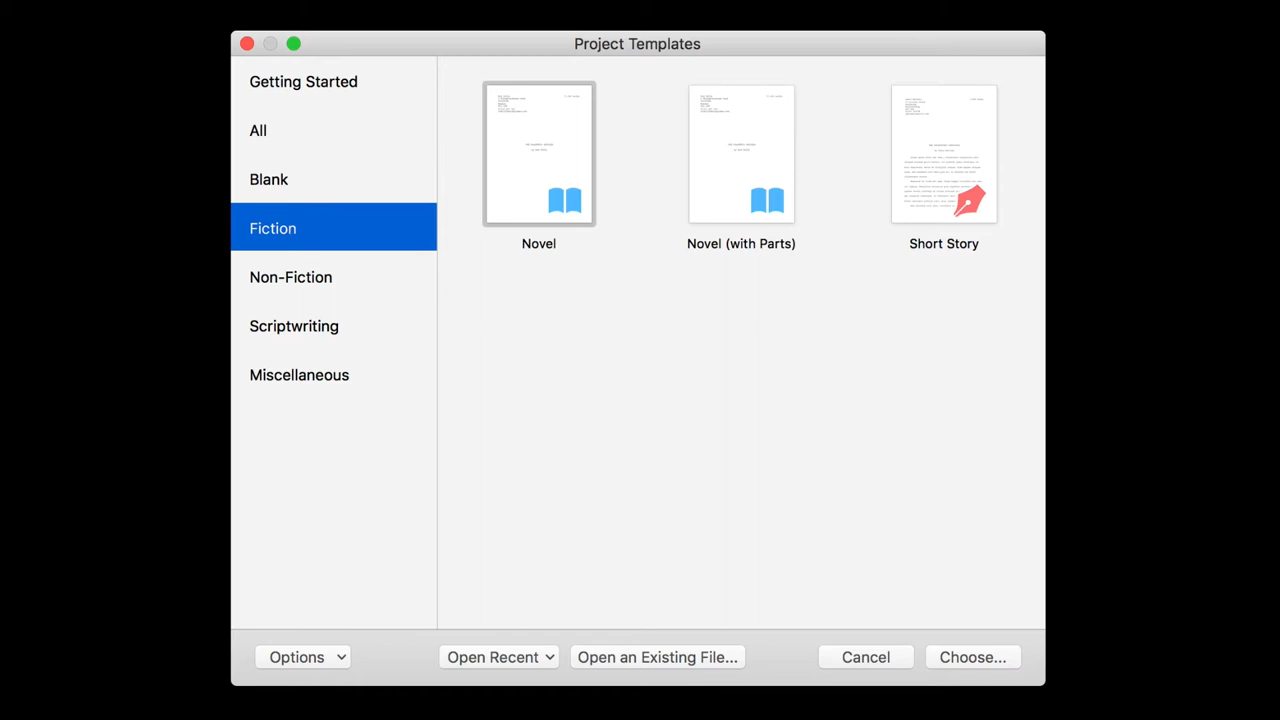 Project Templates
Getting Started
All
Blank
Fiction
Non-Fiction
Scriptwriting
Miscellaneous
Novel
Novel (with Parts)
Short Story
Options
Open Recent
Open an Existing File...
Cancel
Choose...